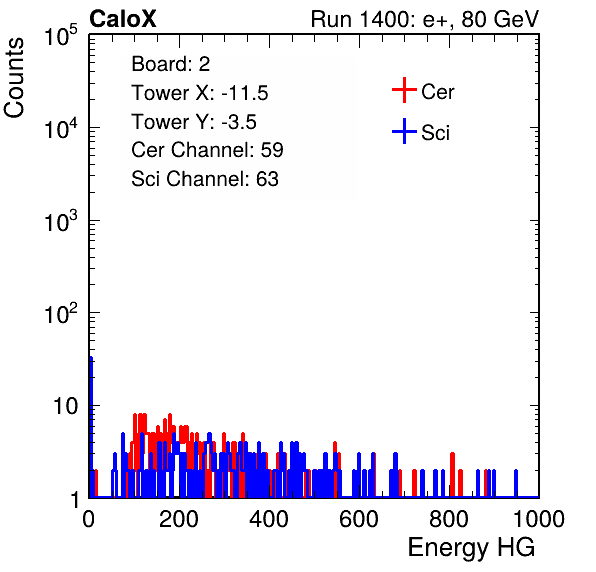 CaloX Run 1400: e+, 80 GeV
Counts
Board: 2
Tower X: -11.5
Tower Y: -3.5
Cer Channel: 59
Sci Channel: 63
Cer
Sci
10^5
10^4
10^3
10^2
10
1
0 200 400 600 800 1000
Energy HG